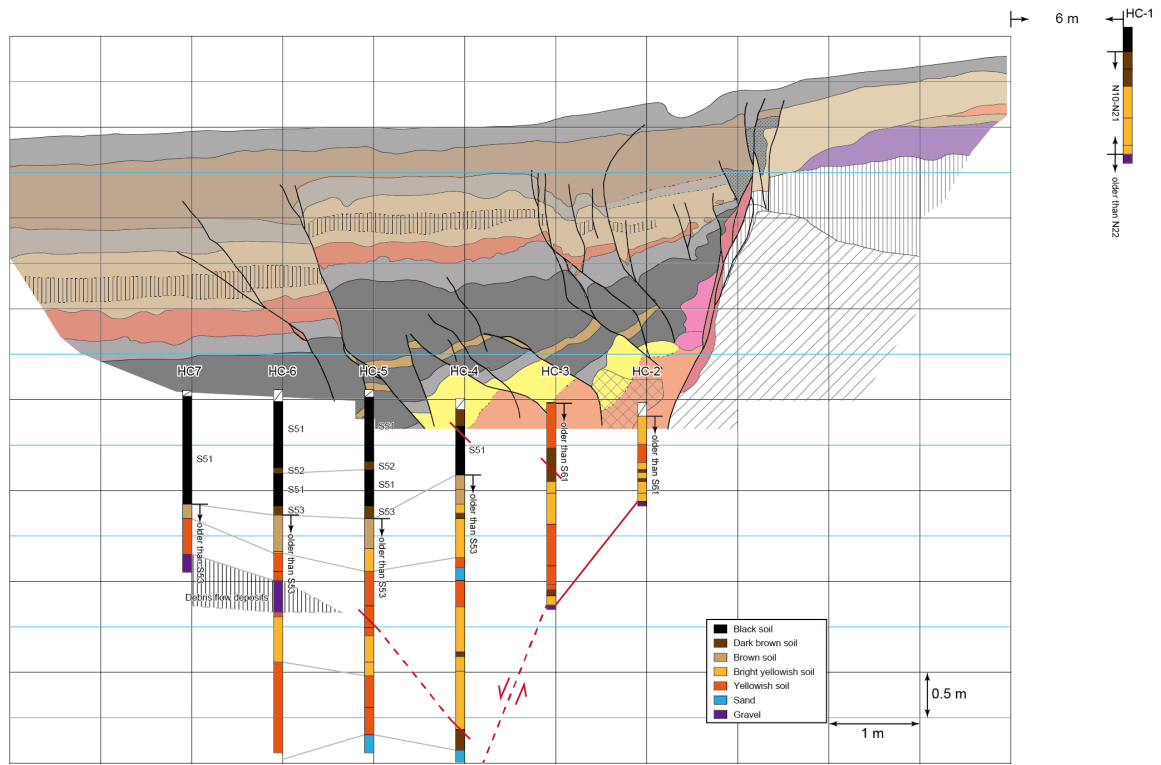 6 m
HC-1
N10-N21
older than N22
HC7
HC-6
HC-5
HC-4
HC-3
HC-2
S51
S51
S51
S51
S52
S52
S51
S51
S53
S53
older than S53
older than S53
older than S53
older than S53
older than S61
older than S61
Debris flow deposits
Black soil
Dark brown soil
Brown soil
Bright yellowish soil
Yellowish soil
Sand
Gravel
0.5 m
1 m